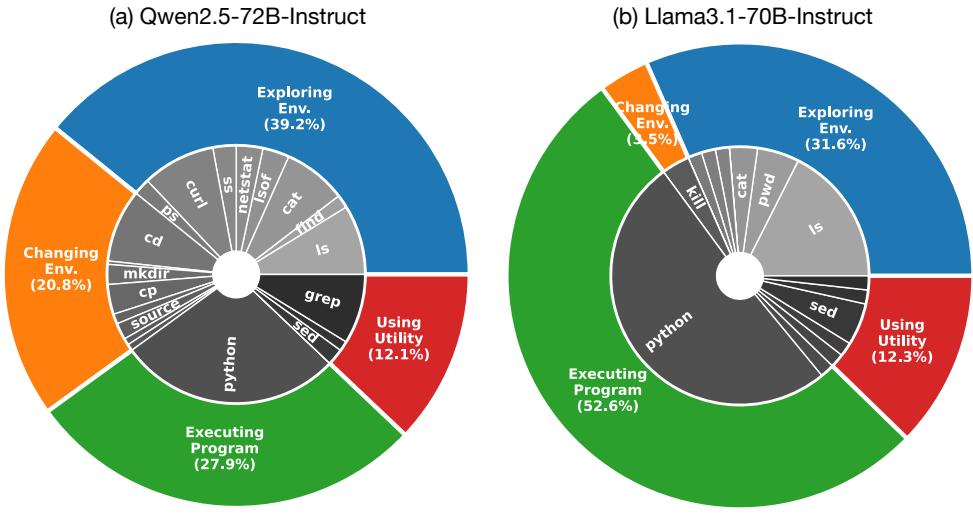 (a) Qwen2.5-72B-Instruct
Exploring
Env.
(39.2%)
Changing
Env.
(20.8%)
Executing
Program
(27.9%)
Using
Utility
(12.1%)
ls
find
cat
lsof
netstat
ss
curl
ps
cd
mkdir
cp
source
python
sed
grep
(b) Llama3.1-70B-Instruct
Exploring
Env.
(31.6%)
Changing
Env.
(3.5%)
Executing
Program
(52.6%)
Using
Utility
(12.3%)
ls
pwd
cat
kill
python
sed